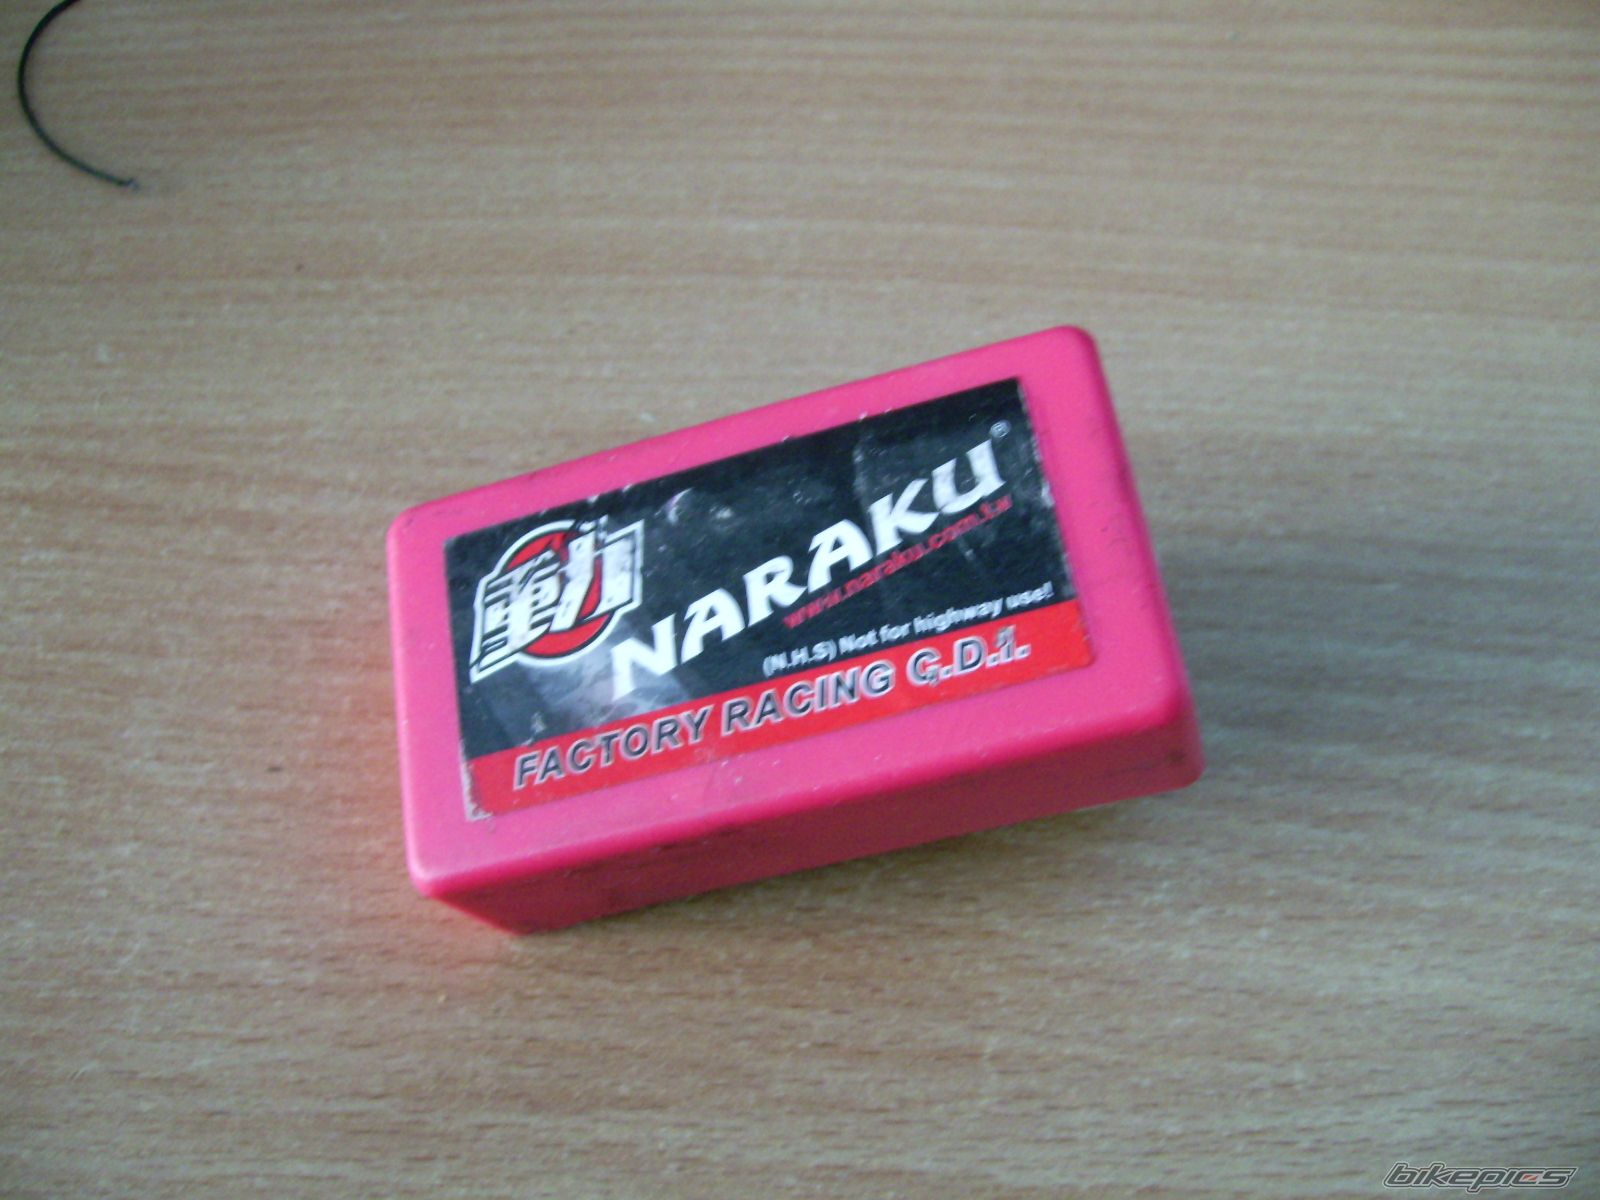 NARAKU®
www.naraku.com.tw
(N.H.S) Not for highway use!
FACTORY RACING C.D.I.
bikepics